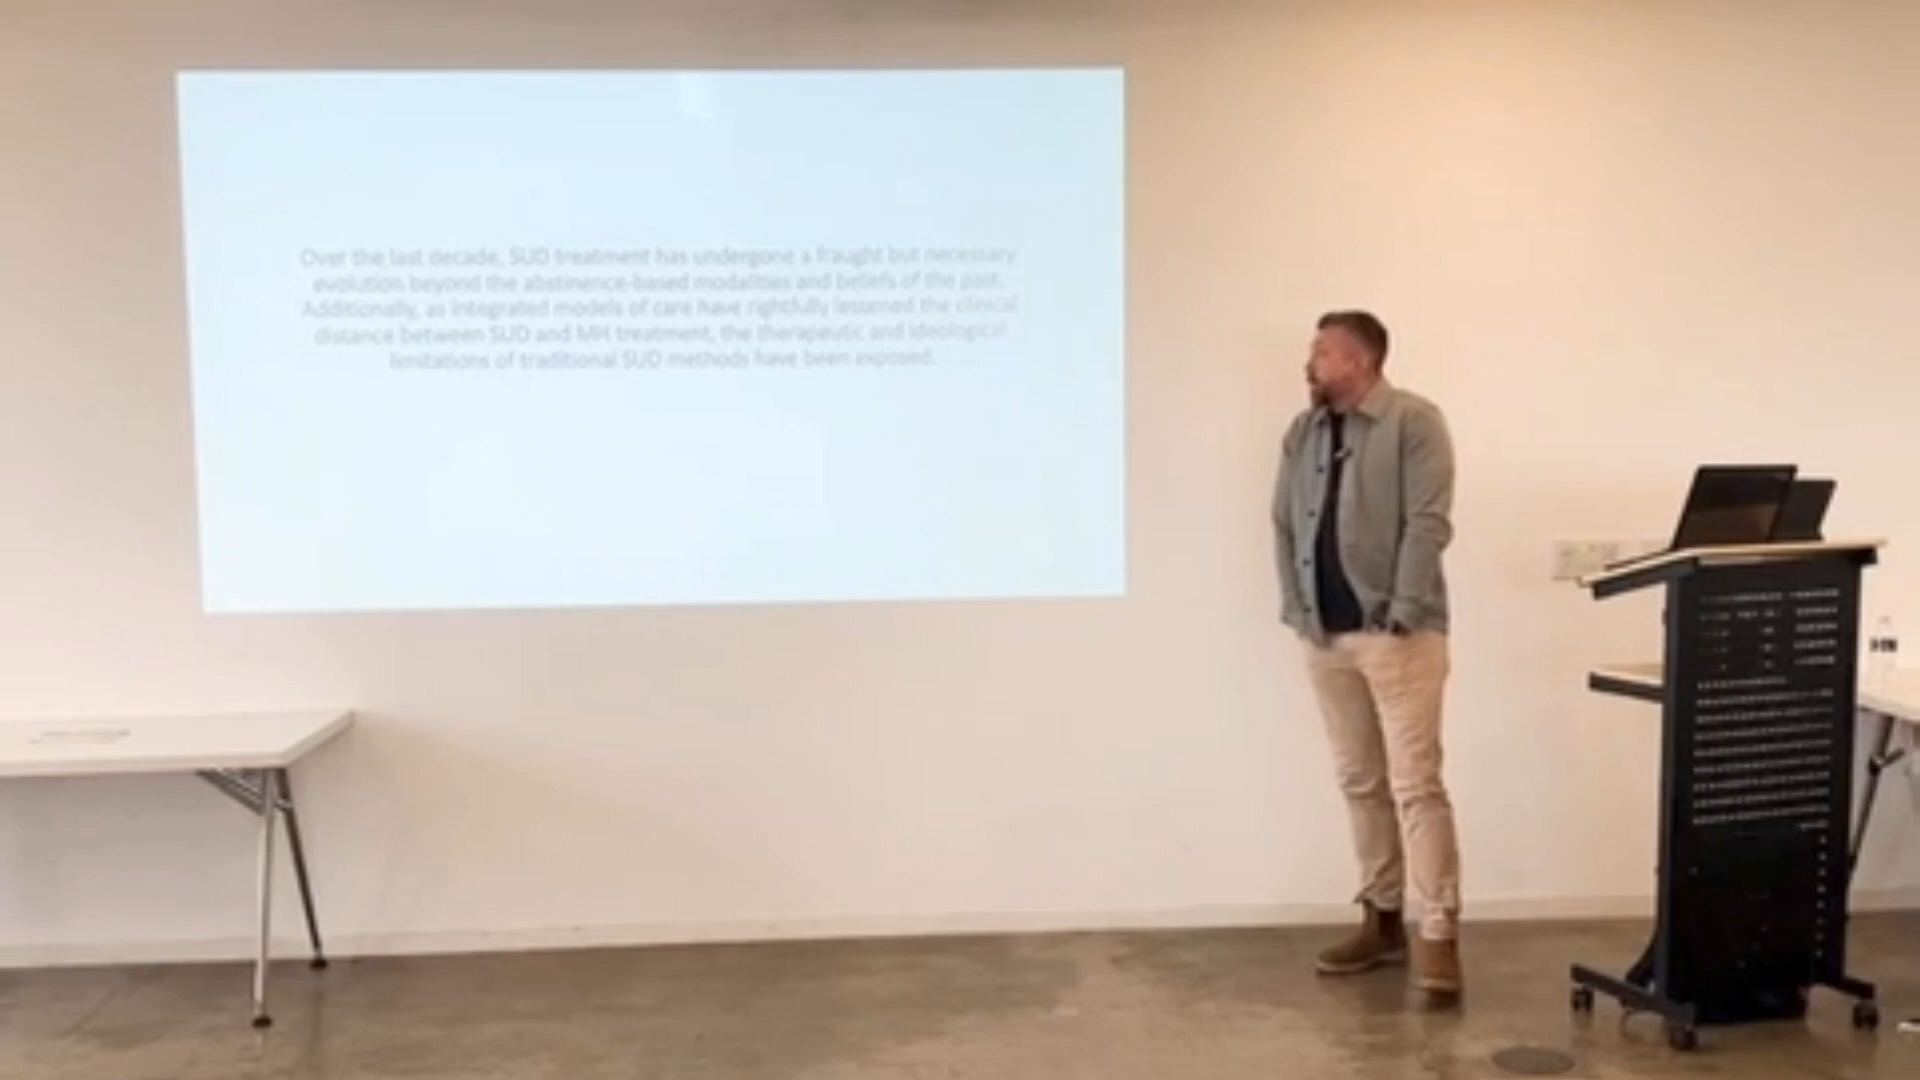 Over the last decade, SUD treatment has undergone a fraught but necessary
evolution beyond the abstinence-based modalities and beliefs of the past.
Additionally, as integrated models of care have rightfully lessened the clinical
distance between SUD and MH treatment, the therapeutic and ideological
limitations of traditional SUD methods have been exposed.